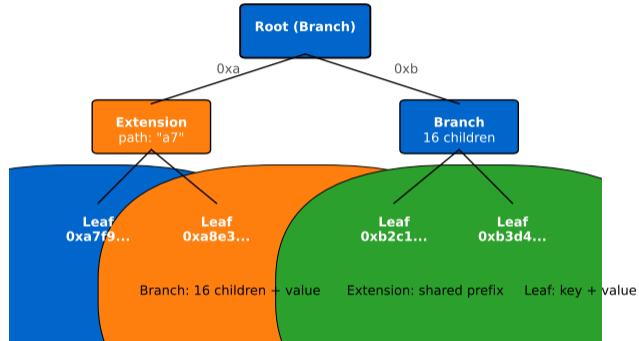 Root (Branch)
0xa
0xb
Extension
path: "a7"
Branch
16 children
Leaf
0xa7f9...
Leaf
0xa8e3...
Leaf
0xb2c1...
Leaf
0xb3d4...
Branch: 16 children + value
Extension: shared prefix
Leaf: key + value